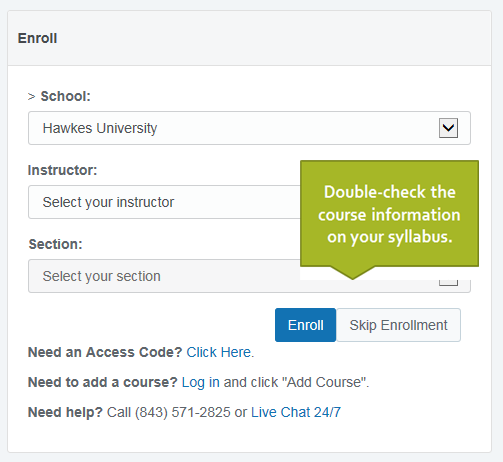 Enroll
> School:
Hawkes University
Instructor:
Select your instructor
Double-check the
course information
on your syllabus.
Section:
Select your section
Enroll
Skip Enrollment
Need an Access Code? Click Here.
Need to add a course? Log in and click "Add Course".
Need help? Call (843) 571-2825 or Live Chat 24/7